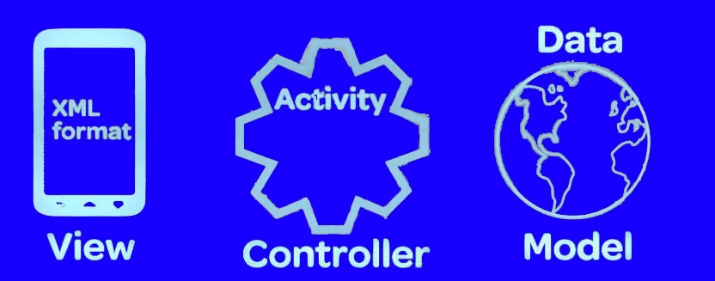 XML
format
View
Activity
Controller
Data
Model